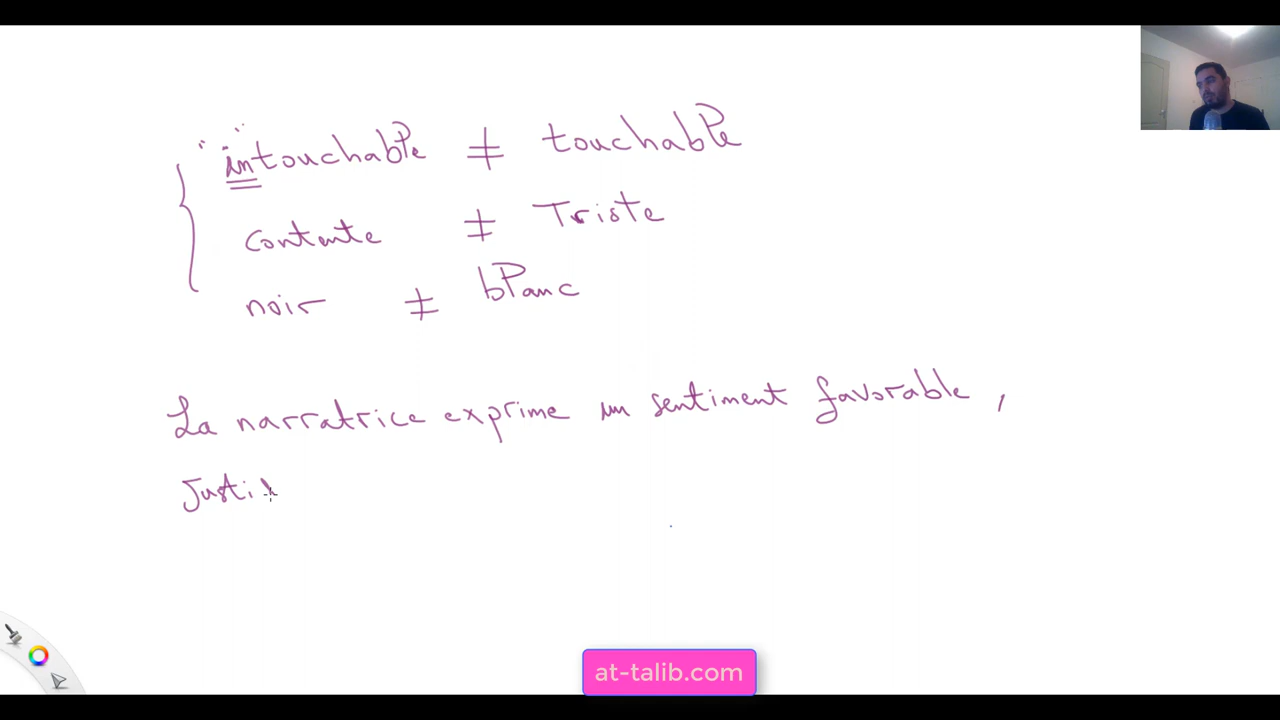 "intouchable" ≠ touchable
contente ≠ Triste
noir ≠ blanc
La narratrice exprime un sentiment favorable,
Justi
at-talib.com